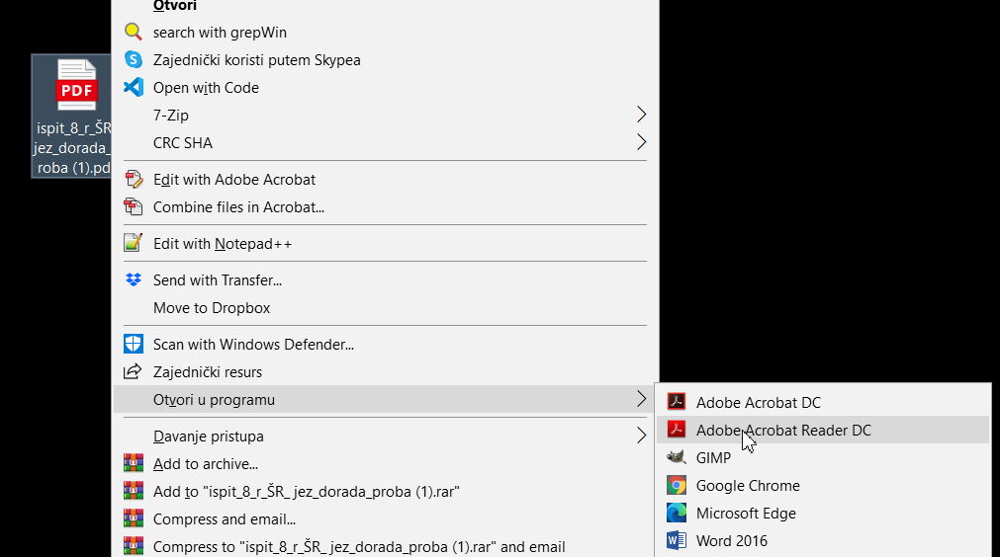 PDF
ispit_8_r_ŠR
jez_dorada_
roba (1).pd
Otvori
search with grepWin
Zajednički koristi putem Skypea
Open with Code
7-Zip
CRC SHA
Edit with Adobe Acrobat
Combine files in Acrobat...
Edit with Notepad++
Send with Transfer...
Move to Dropbox
Scan with Windows Defender...
Zajednički resurs
Otvori u programu
Davanje pristupa
Add to archive...
Add to "ispit_8_r_ŠR_ jez_dorada_proba (1).rar"
Compress and email...
Compress to "ispit_8_r_ŠR_ jez_dorada_proba (1).rar" and email
Adobe Acrobat DC
Adobe Acrobat Reader DC
GIMP
Google Chrome
Microsoft Edge
Word 2016